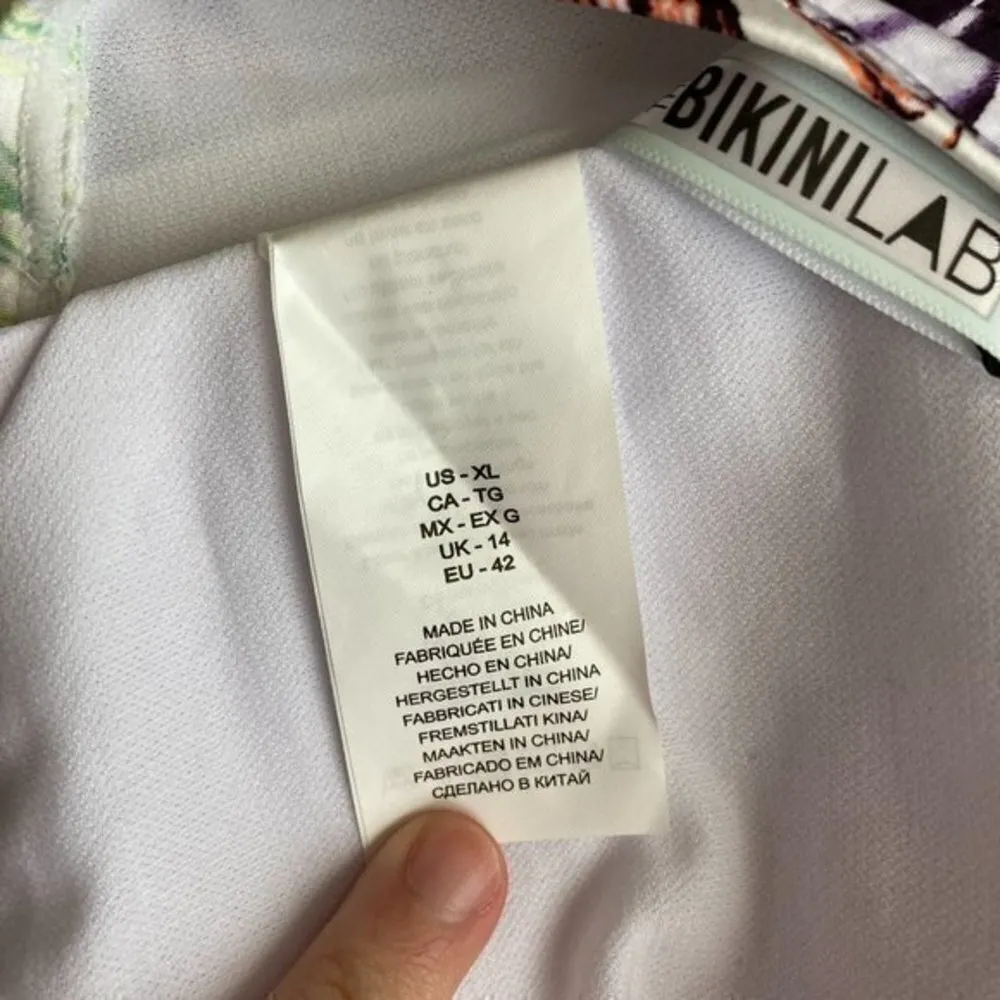 BIKINILAB
US - XL
CA - TG
MX - EX G
UK - 14
EU - 42
MADE IN CHINA
FABRIQUÉE EN CHINE/
HECHO EN CHINA/
HERGESTELLT IN CHINA
FABBRICATI IN CINESE/
FREMSTILLATI KINA/
MAAKTEN IN CHINA/
FABRICADO EM CHINA/
СДЕЛАНО В КИТАЙ